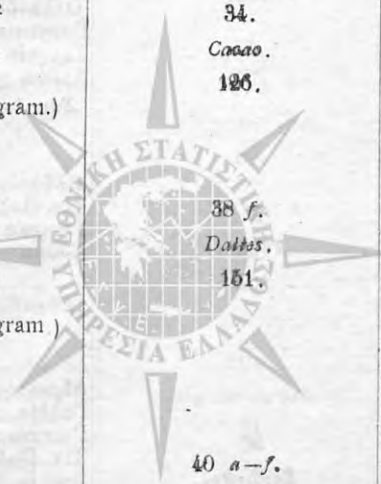 34.
Cacao.
126.
gram.)
38 f.
Dattes.
151.
gram )
40 a—f.
ΕΘΝΙΚΗ ΣΤΑΤΙΣΤΙΚΗ ΥΠΗΡΕΣΙΑ ΕΛΛΑΔΟΣ
Ε.Σ.Υ.Ε.